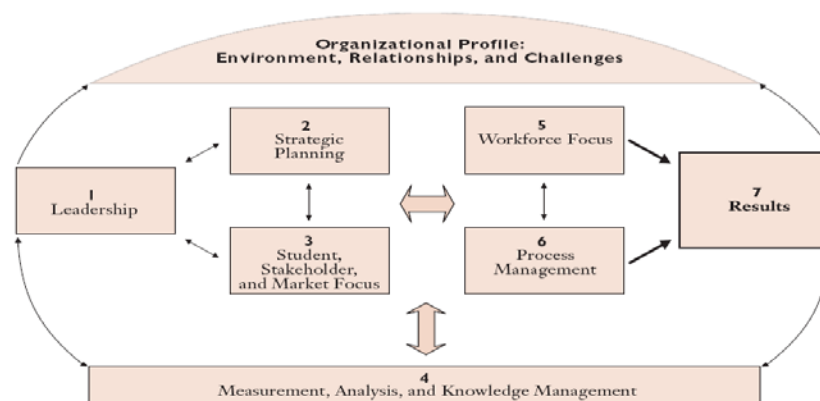 Organizational Profile:
Environment, Relationships, and Challenges
2
Strategic
Planning
5
Workforce Focus
1
Leadership
7
Results
3
Student,
Stakeholder,
and Market Focus
6
Process
Management
4
Measurement, Analysis, and Knowledge Management